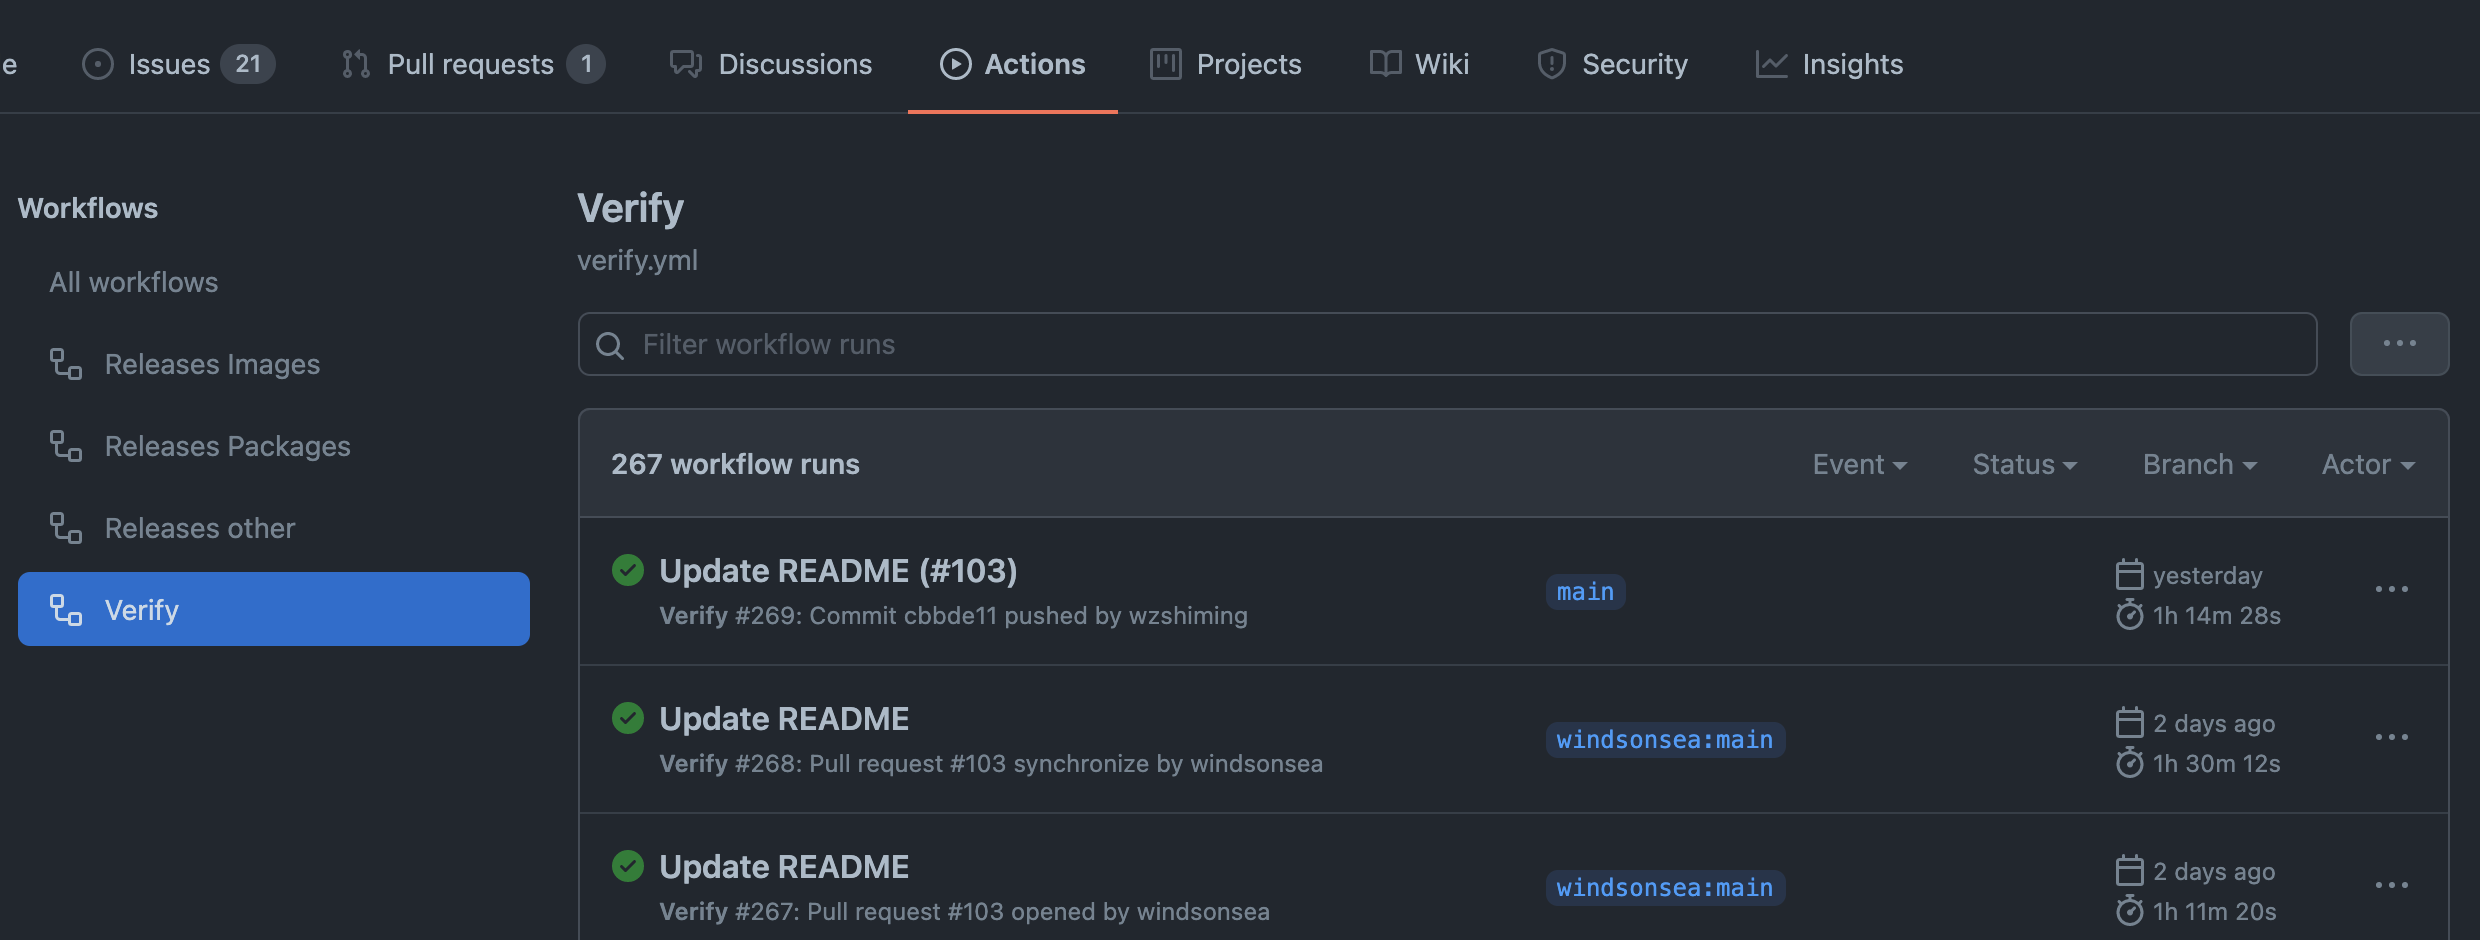 e Issues 21 Pull requests 1 Discussions Actions Projects Wiki Security Insights
Workflows
All workflows
Releases Images
Releases Packages
Releases other
Verify
Verify
verify.yml
Filter workflow runs
267 workflow runs Event Status Branch Actor
Update README (#103)
Verify #269: Commit cbbde11 pushed by wzshiming
main
yesterday
1h 14m 28s
Update README
Verify #268: Pull request #103 synchronize by windsonsea
windsonsea:main
2 days ago
1h 30m 12s
Update README
Verify #267: Pull request #103 opened by windsonsea
windsonsea:main
2 days ago
1h 11m 20s